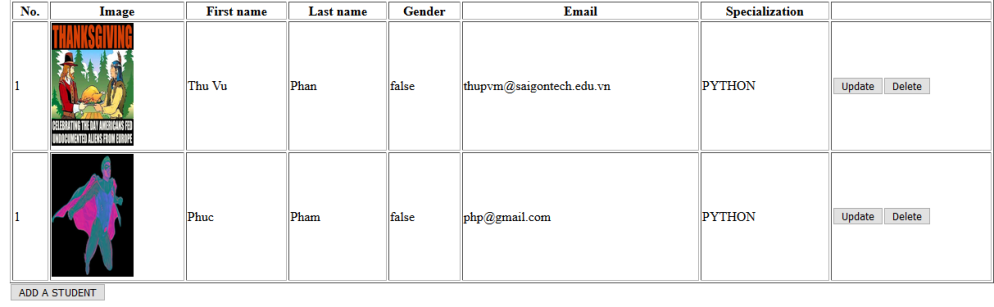 No. Image First name Last name Gender Email Specialization
THANKSGIVING
1 Thu Vu Phan false thupvm@saigontech.edu.vn PYTHON Update Delete
CELEBRATING THE DAY AMERICANS FED
UNDOCUMENTED ALIENS FROM EUROPE
1 Phuc Pham false php@gmail.com PYTHON Update Delete
ADD A STUDENT